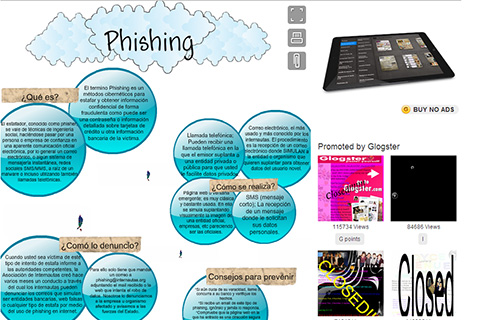 Phishing
¿Qué es?
El termino Phishing es un
métodos cibernéticos para
estafar y obtener información
confidencial de forma
fraudulenta como puede ser
una contraseña o información
detallada sobre tarjetas de
crédito u otra información
bancaria de la víctima.
El estafador, conocido como phisher,
se vale de técnicas de ingeniería
social, haciéndose pasar por una
persona o empresa de confianza en
una aparente comunicación oficial
electrónica, por lo general un correo
electrónico, o algún sistema de
mensajería instantánea, redes
sociales SMS/MMS, a raíz de un
malware o incluso utilizando también
llamadas telefónicas.
Llamada telefónica;
Pueden recibir una
llamada telefónica en la
que el emisor suplanta a
una entidad privada o
pública para que usted
le facilite datos privados.
Correo electrónico, el más
usado y más conocido por los
internautas. El procedimiento
es la recepción de un correo
electrónico donde SIMULAN a
la entidad o organismo que
quieren suplantar para obtener
datos del usuario novel.
¿Cómo se realiza?
Página web o ventana
emergente; es muy clásica
y bastante usada. En ella
se simula suplantando
visualmente la imagen de
una entidad oficial,
empresas, etc pareciendo
ser las oficiales.
SMS (mensaje
corto); La recepción
de un mensaje
donde le solicitan
sus datos
personales.
¿Comó lo denuncio?
Cuando usted sea víctima de este
tipo de intento de estafa informe a
las autoridades competentes, la
Asociación de Internautas creó hace
varios meses un conducto a través
del cual los internautas pueden
denunciar los correos que simulan
ser entidades bancarias, web falsas
o cualquier tipo de estafa por medio
del uso de phishing en internet.
Para ello solo tiene que mandar
un correo a
adjuntando el mail recibido o la
web que intenta el robo de
datos. Nosotros lo denunciamos
a la empresa u organismo
afectado y avisamos a las
fuerzas del Estado.
Consejos para prevenir
BUY NO ADS
Promoted by Glogster
Glogster
Glogster
115734 Views
84686 Views
G points
i
CLOSED!!
Closed